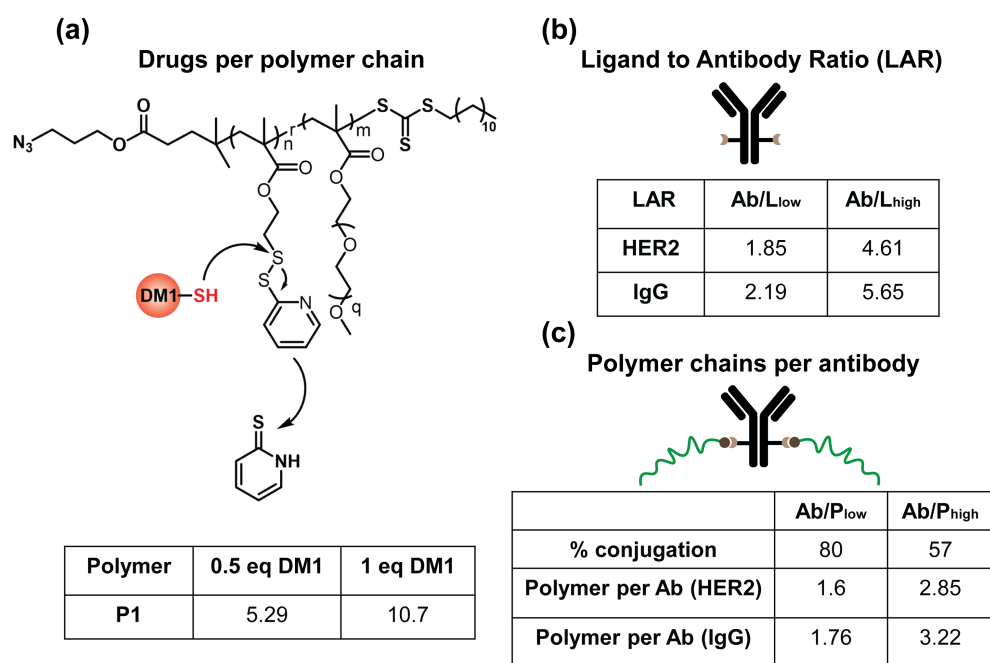 (a)
Drugs per polymer chain
N3
O
O
n
r
m
S
S
S
10
O
O
O
O
O
O
q
S
S
N
DM1
SH
S
NH
Polymer 0.5 eq DM1 1 eq DM1
P1 5.29 10.7
(b)
Ligand to Antibody Ratio (LAR)
LAR Ab/Llow Ab/Lhigh
HER2 1.85 4.61
IgG 2.19 5.65
(c)
Polymer chains per antibody
Ab/Plow Ab/Phigh
% conjugation 80 57
Polymer per Ab (HER2) 1.6 2.85
Polymer per Ab (IgG) 1.76 3.22